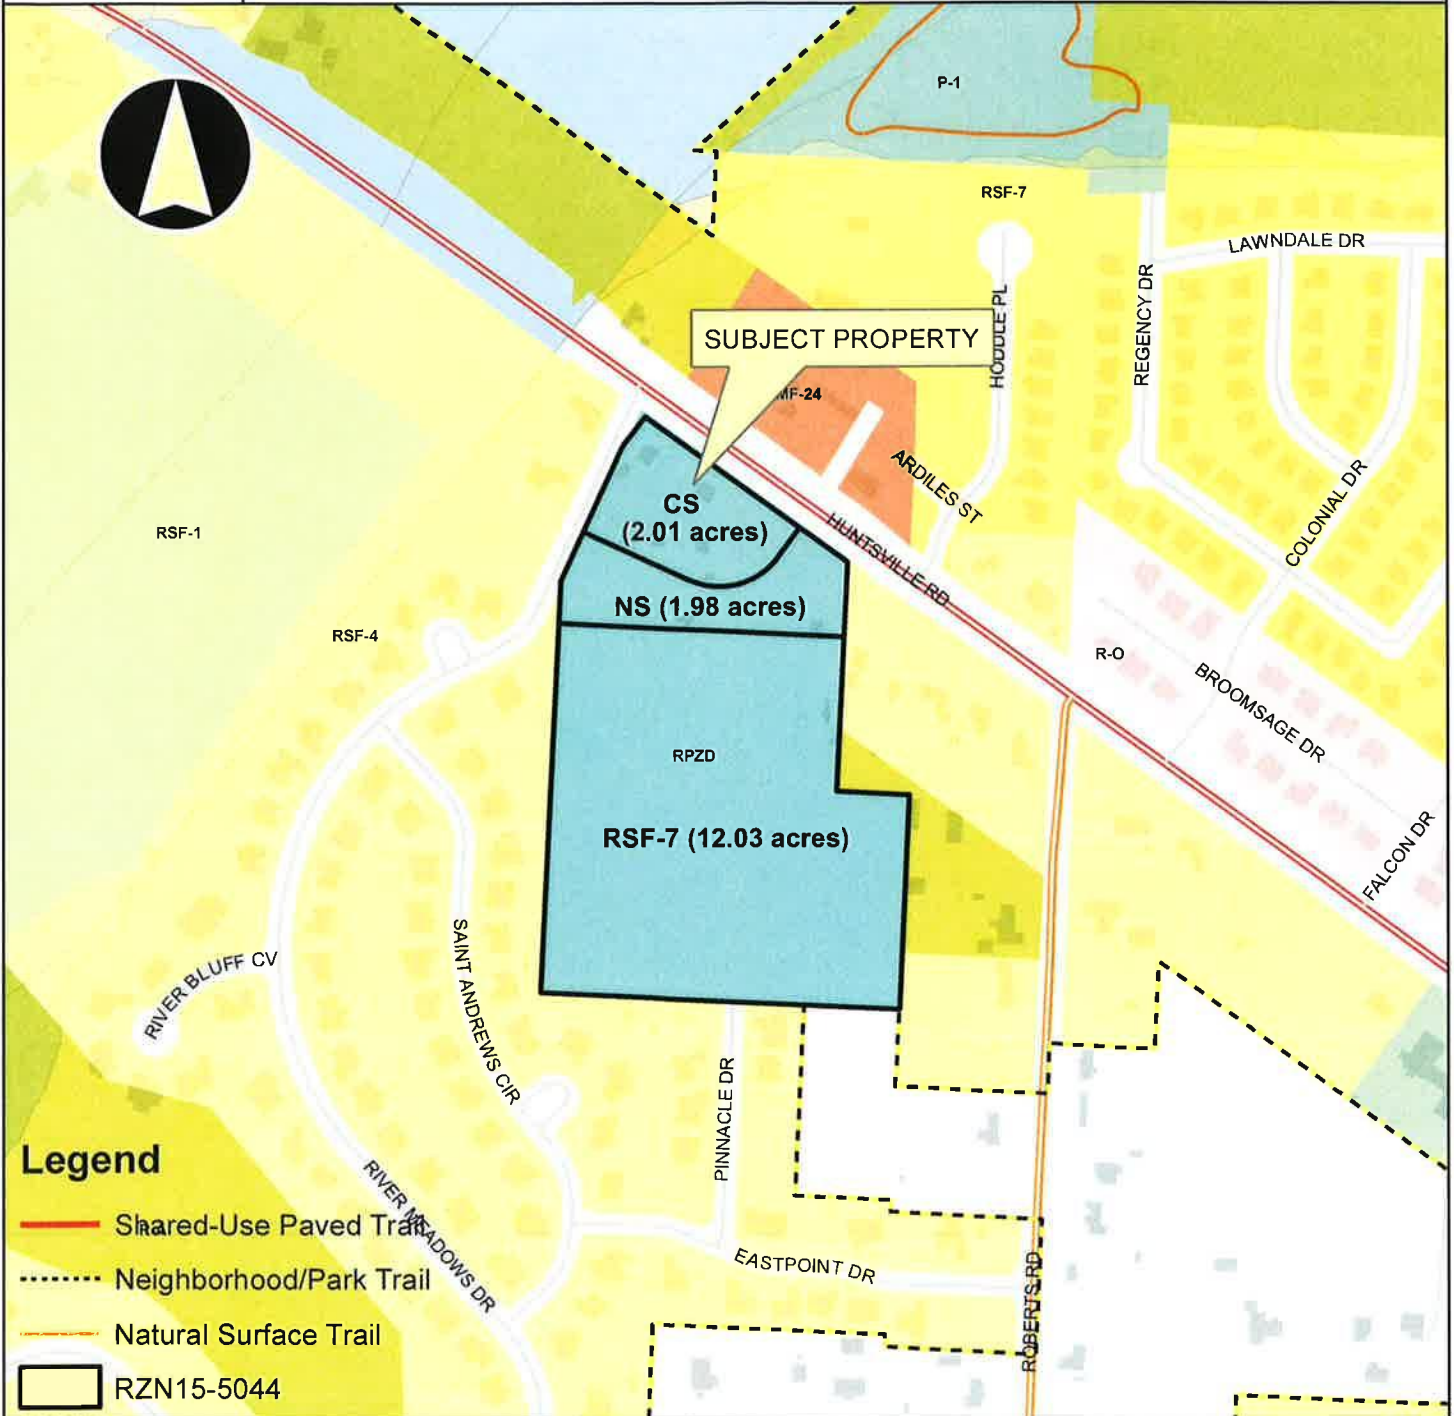 P-1
RSF-7
LAWNDALE DR
REGENCY DR
HODDLE PL
SUBJECT PROPERTY
MF-24
ARDILES ST
COLONIAL DR
CS
(2.01 acres)
HUNTSVILLE RD
RSF-1
NS (1.98 acres)
RSF-4
R-O
BROOMSAGE DR
RPZD
RSF-7 (12.03 acres)
FALCON DR
SAINT ANDREWS CIR
RIVER BLUFF CV
PINNACLE DR
RIVER MEADOWS DR
EASTPOINT DR
ROBERTS RD
Legend
Shared-Use Paved Trail
Neighborhood/Park Trail
Natural Surface Trail
RZN15-5044